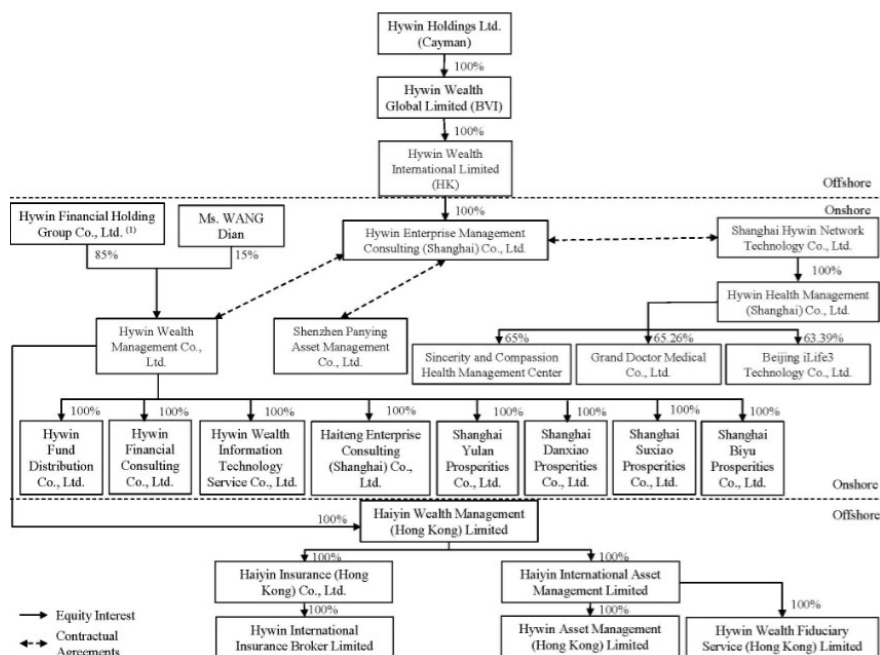 Hywin Holdings Ltd.
(Cayman)
100%
Hywin Wealth
Global Limited (BVI)
100%
Hywin Wealth
International Limited
(HK)
Offshore
100%
Onshore
Hywin Financial Holding
Group Co., Ltd. (1)
Ms. WANG
Dian
Hywin Enterprise Management
Consulting (Shanghai) Co., Ltd.
Shanghai Hywin Network
Technology Co., Ltd.
85%
15%
100%
Hywin Health Management
(Shanghai) Co., Ltd.
Hywin Wealth
Management Co.,
Ltd.
Shenzhen Panying
Asset Management
Co., Ltd.
65%
65.26%
63.39%
Sincerity and Compassion
Health Management Center
Grand Doctor Medical
Co., Ltd.
Beijing iLife3
Technology Co., Ltd.
100%
100%
100%
100%
100%
100%
100%
100%
Hywin
Fund
Distribution
Co., Ltd.
Hywin
Financial
Consulting
Co., Ltd.
Hywin Wealth
Information
Technology
Service Co., Ltd.
Haiteng Enterprise
Consulting
(Shanghai) Co.,
Ltd.
Shanghai
Yulan
Prosperities
Co., Ltd.
Shanghai
Danxiao
Prosperities
Co., Ltd.
Shanghai
Suxiao
Prosperities
Co., Ltd.
Shanghai
Biyu
Prosperities
Co., Ltd.
Onshore
Offshore
100%
Haiyin Wealth Management
(Hong Kong) Limited
100%
100%
Haiyin Insurance (Hong
Kong) Co., Ltd.
Haiyin International Asset
Management Limited
100%
100%
100%
Hywin International
Insurance Broker Limited
Hywin Asset Management
(Hong Kong) Limited
Hywin Wealth Fiduciary
Service (Hong Kong) Limited
Equity Interest
Contractual
Agreements